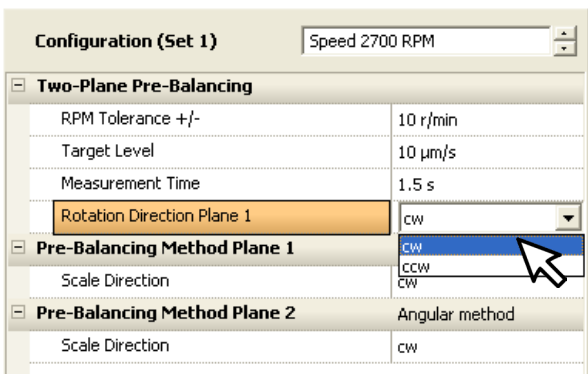 Configuration (Set 1) Speed 2700 RPM
Two-Plane Pre-Balancing
RPM Tolerance +/- 10 r/min
Target Level 10 µm/s
Measurement Time 1.5 s
Rotation Direction Plane 1 cw
Pre-Balancing Method Plane 1 cw
ccw
Scale Direction cw
Pre-Balancing Method Plane 2 Angular method
Scale Direction cw